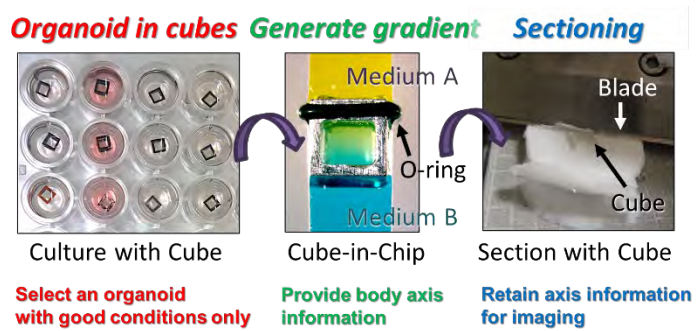 Organoid in cubes
Generate gradient
Sectioning
Medium A
O-ring
Medium B
Blade
Cube
Culture with Cube
Cube-in-Chip
Section with Cube
Select an organoid
with good conditions only
Provide body axis
information
Retain axis information
for imaging